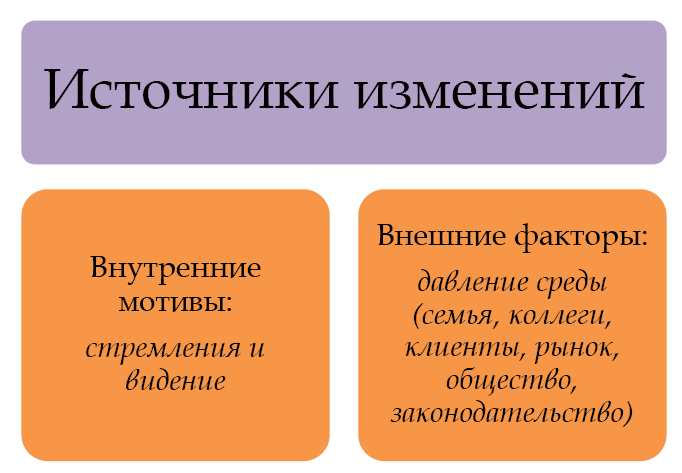 Источники изменений
Внутренние
мотивы:
стремления и
видение
Внешние факторы:
давление среды
(семья, коллеги,
клиенты, рынок,
общество,
законодательство)